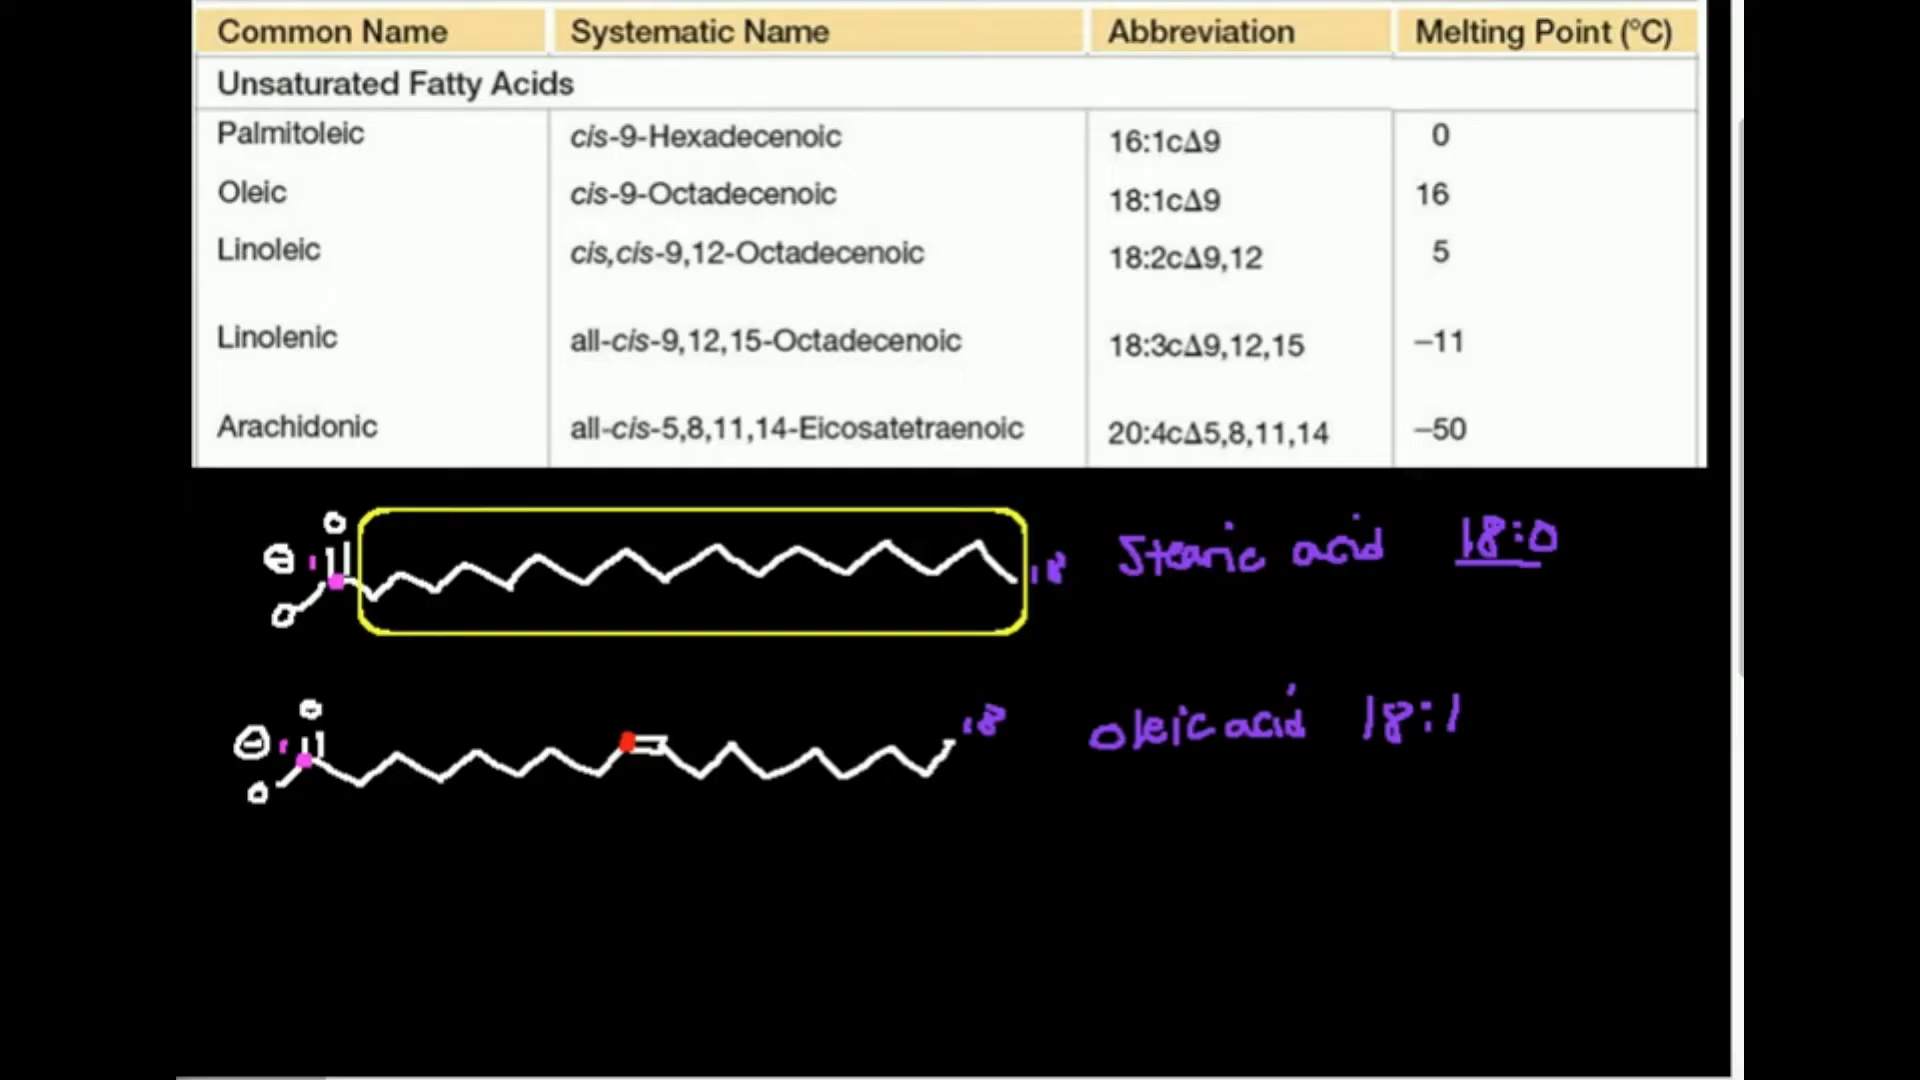 Common Name Systematic Name Abbreviation Melting Point (°C)
Unsaturated Fatty Acids
Palmitoleic cis-9-Hexadecenoic 16:1cΔ9 0
Oleic cis-9-Octadecenoic 18:1cΔ9 16
Linoleic cis,cis-9,12-Octadecenoic 18:2cΔ9,12 5
Linolenic all-cis-9,12,15-Octadecenoic 18:3cΔ9,12,15 –11
Arachidonic all-cis-5,8,11,14-Eicosatetraenoic 20:4cΔ5,8,11,14 –50
O
⊖ 1
O
18 Stearic acid 18:0
O
⊖ 1
O
18 oleic acid 18:1